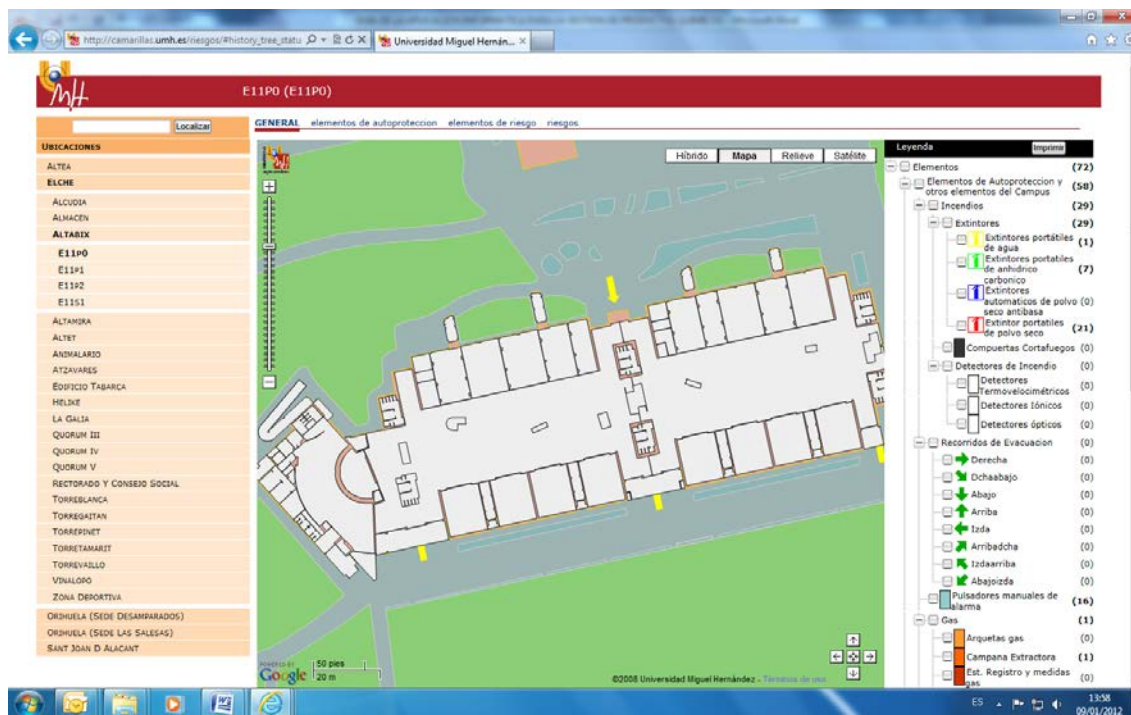 http://camarillas.umh.es/riesgos/#history_tree_statu
Universidad Miguel Hernán...
MH
E11P0 (E11P0)
Localizar
GENERAL elementos de autoproteccion elementos de riesgo riesgos
UBICACIONES
ALTEA
ELCHE
ALCUDIA
ALMACEN
ALTABIX
E11P0
E11P1
E11P2
E11S1
ALTAMIRA
ALTET
ANIMALARIO
ATZAVARES
EDIFICIO TABARCA
HELIKE
LA GALIA
QUORUM III
QUORUM IV
QUORUM V
RECTORADO Y CONSEJO SOCIAL
TORREBLANCA
TORREGAITAN
TORREPINET
TORRETAMARIT
TORREVAILLO
VINALOPO
ZONA DEPORTIVA
ORIHUELA (SEDE DESAMPARADOS)
ORIHUELA (SEDE LAS SALESAS)
SANT JOAN D ALACANT
Híbrido Mapa Relieve Satélite
POWERED BY
Google
50 pies
20 m
©2008 Universidad Miguel Hernández - Términos de uso
Leyenda Imprimir
Elementos (72)
Elementos de Autoproteccion y
otros elementos del Campus (58)
Incendios (29)
Extintores (29)
Extintores portátiles
de agua (1)
Extintores portatiles
de anhidrico
carbonico (7)
Extintores
automaticos de polvo (0)
seco antibasa
Extintor portatiles
de polvo seco (21)
Compuertas Cortafuegos (0)
Detectores de Incendio (0)
Detectores
Termovelocimétricos (0)
Detectores Iónicos (0)
Detectores ópticos (0)
Recorridos de Evacuacion (0)
Derecha (0)
Dchaabajo (0)
Abajo (0)
Arriba (0)
Izda (0)
Arribadcha (0)
Izdaarriba (0)
Abajoizda (0)
Pulsadores manuales de
alarma (16)
Gas (1)
Arquetas gas (0)
Campana Extractora (1)
Est. Registro y medidas
gas (0)
ES
13:58
09/01/2012